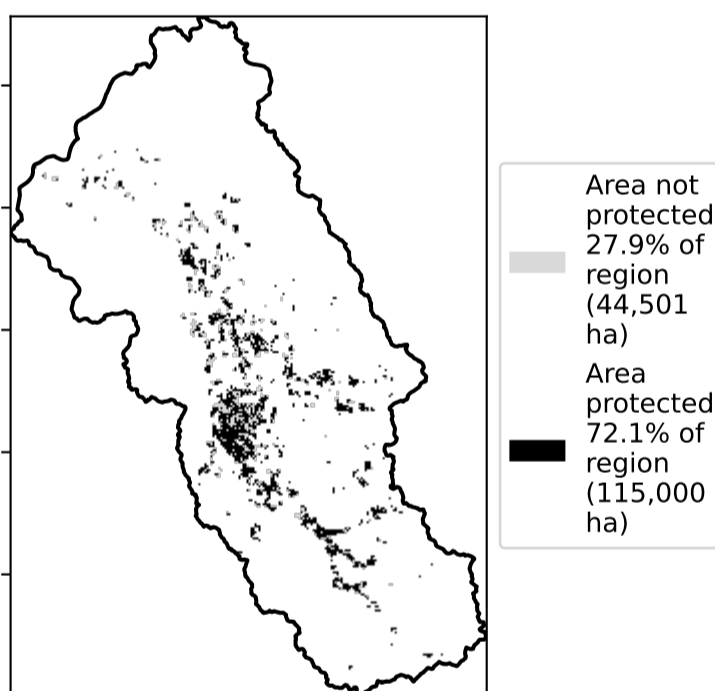 Area not
protected
27.9% of
region
(44,501
ha)
Area
protected
72.1% of
region
(115,000
ha)